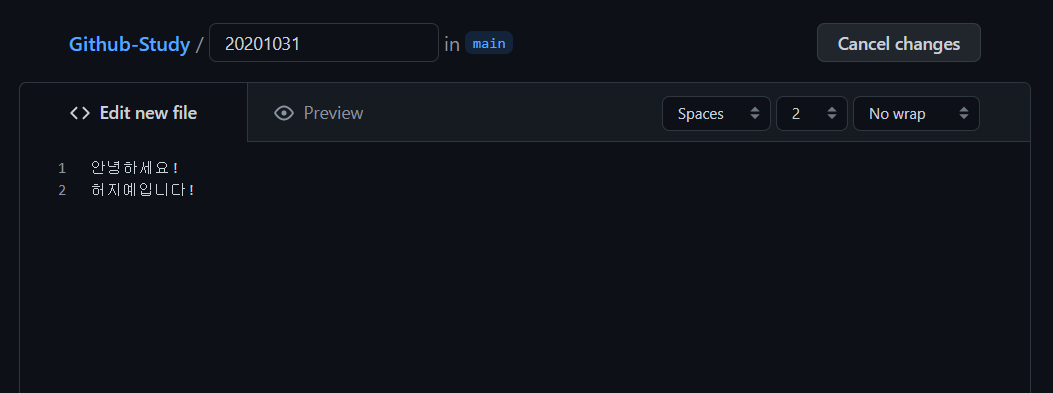 Github-Study / 20201031 in main Cancel changes
<> Edit new file Preview Spaces 2 No wrap
1 안녕하세요!
2 허지예입니다!